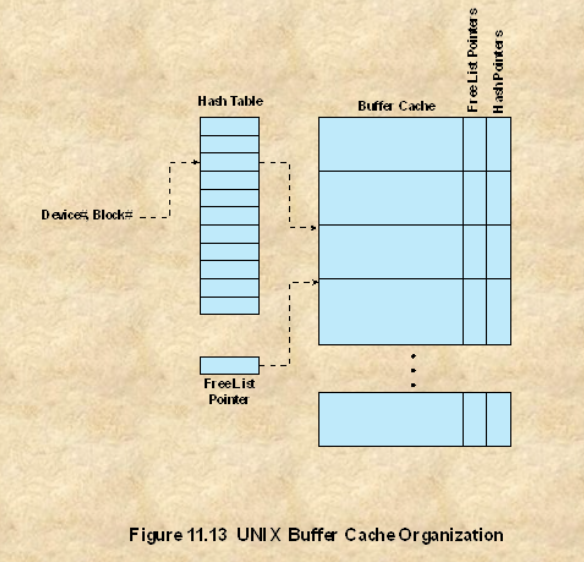 Free List Pointers
Hash Pointers
Hash Table
Buffer Cache
Device#, Block#
Free List
Pointer
Figure 11.13 UNIX Buffer Cache Organization